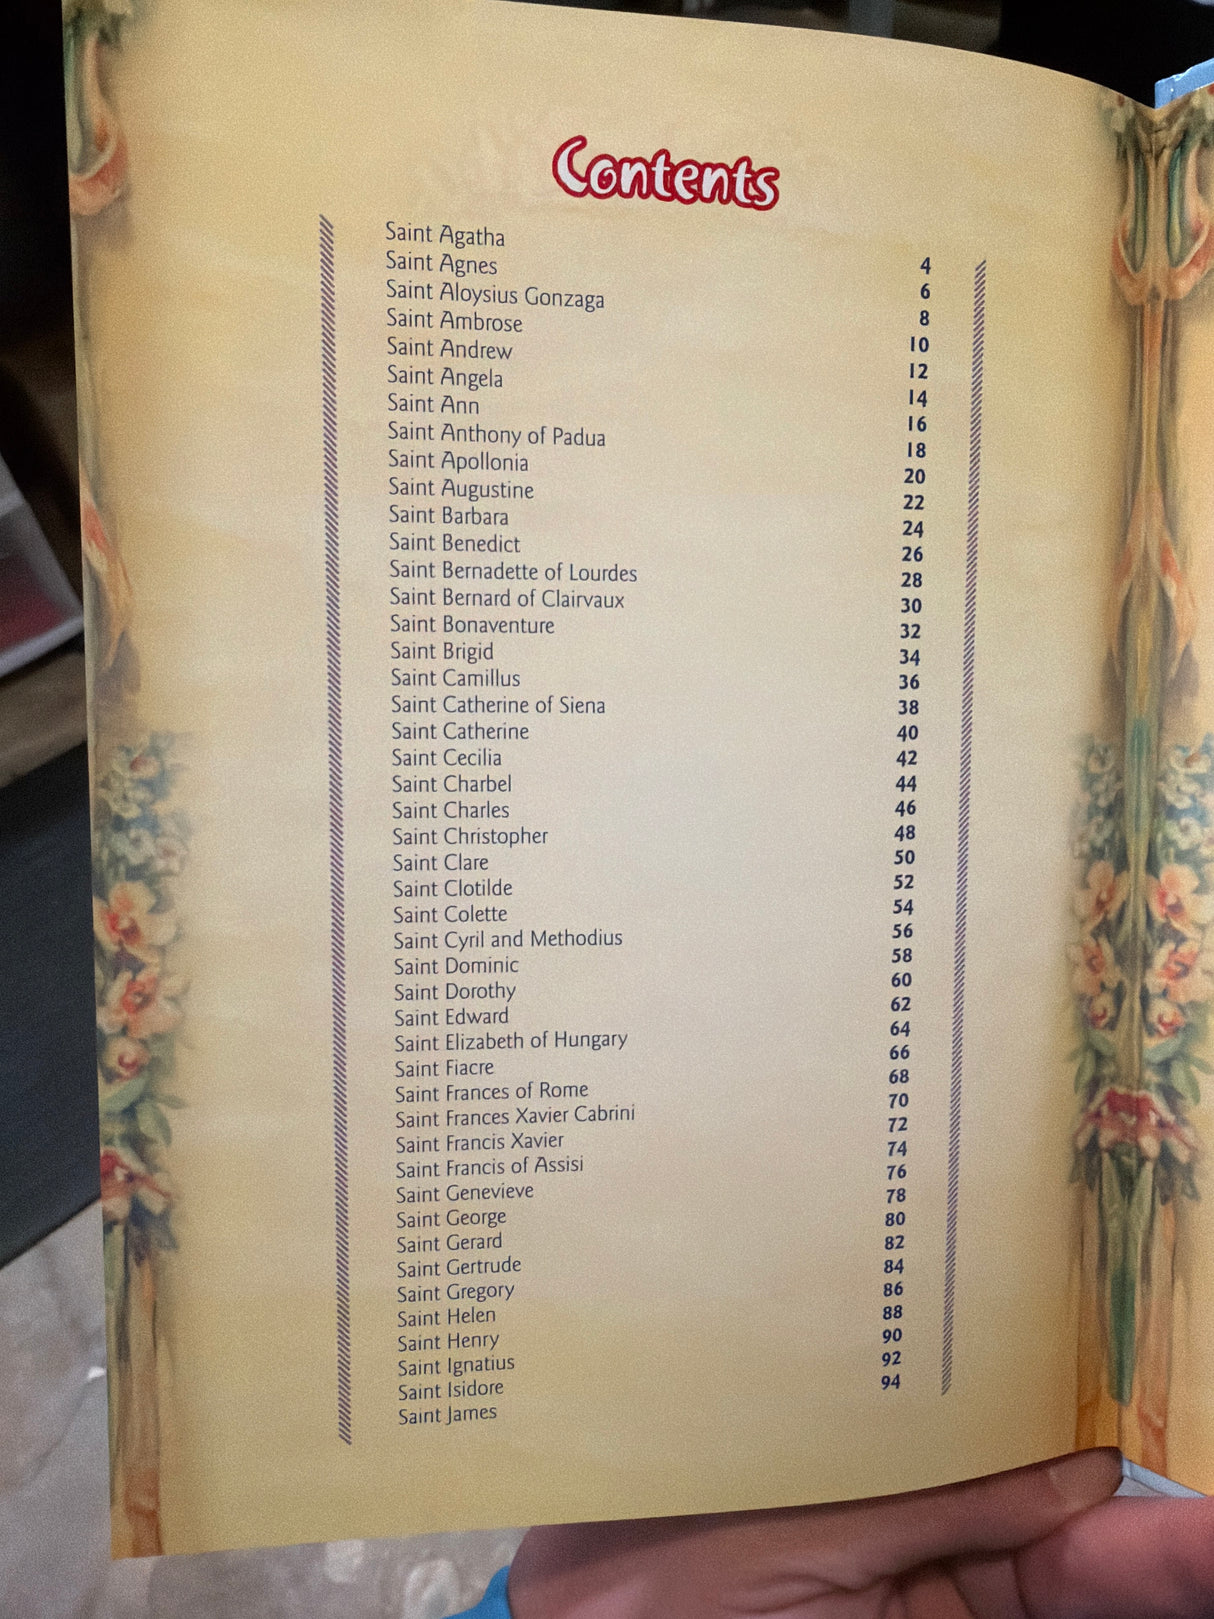 Contents
Saint Agatha 4
Saint Agnes 6
Saint Aloysius Gonzaga 8
Saint Ambrose 10
Saint Andrew 12
Saint Angela 14
Saint Ann 16
Saint Anthony of Padua 18
Saint Apollonia 20
Saint Augustine 22
Saint Barbara 24
Saint Benedict 26
Saint Bernadette of Lourdes 28
Saint Bernard of Clairvaux 30
Saint Bonaventure 32
Saint Brigid 34
Saint Camillus 36
Saint Catherine of Siena 38
Saint Catherine 40
Saint Cecilia 42
Saint Charbel 44
Saint Charles 46
Saint Christopher 48
Saint Clare 50
Saint Clotilde 52
Saint Colette 54
Saint Cyril and Methodius 56
Saint Dominic 58
Saint Dorothy 60
Saint Edward 62
Saint Elizabeth of Hungary 64
Saint Fiacre 66
Saint Frances of Rome 68
Saint Frances Xavier Cabrini 70
Saint Francis Xavier 72
Saint Francis of Assisi 74
Saint Genevieve 76
Saint George 78
Saint Gerard 80
Saint Gertrude 82
Saint Gregory 84
Saint Helen 86
Saint Henry 88
Saint Ignatius 90
Saint Isidore 92
Saint James 94